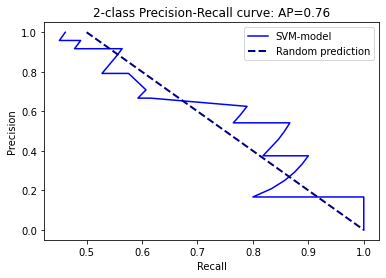 2-class Precision-Recall curve: AP=0.76
SVM-model
Random prediction
Precision
1.0
0.8
0.6
0.4
0.2
0.0
0.5 0.6 0.7 0.8 0.9 1.0
Recall